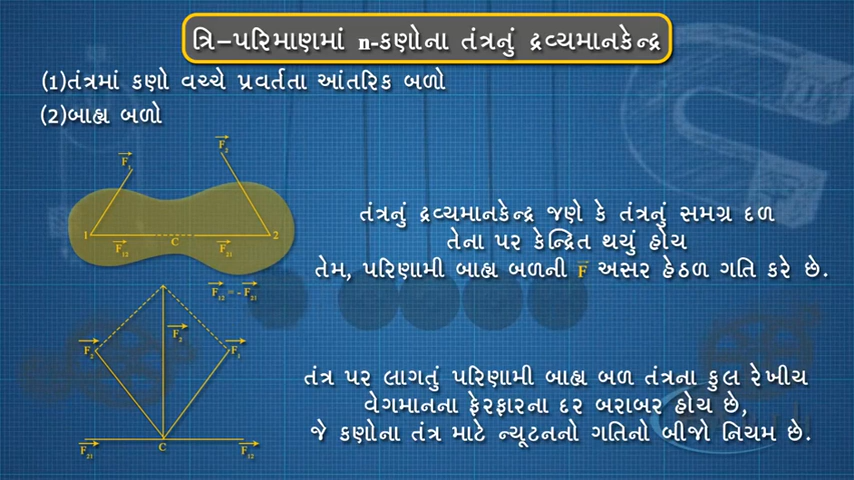 ત્રિ-પરિમાણમાં n-કણોના તંત્રનું દ્રવ્યમાનકેન્દ્ર
(1)તંત્રમાં કણો વચ્ચે પ્રવર્તતા આંતરિક બળો
(2)બાહ્ય બળો
F₁ F₂
1 C 2
F₁₂ F₂₁
F₁₂ = - F₂₁
તંત્રનું દ્રવ્યમાનકેન્દ્ર જાણે કે તંત્રનું સમગ્ર દળ
તેના પર કેન્દ્રિત થયું હોય
તેમ, પરિણામી બાહ્ય બળની F અસર હેઠળ ગતિ કરે છે.
F₂ F₂ F₁
F₂₁ C F₁₂
તંત્ર પર લાગતું પરિણામી બાહ્ય બળ તંત્રના કુલ રેખીય
વેગમાનના ફેરફારના દર બરાબર હોય છે,
જે કણોના તંત્ર માટે ન્યૂટનનો ગતિનો બીજો નિયમ છે.